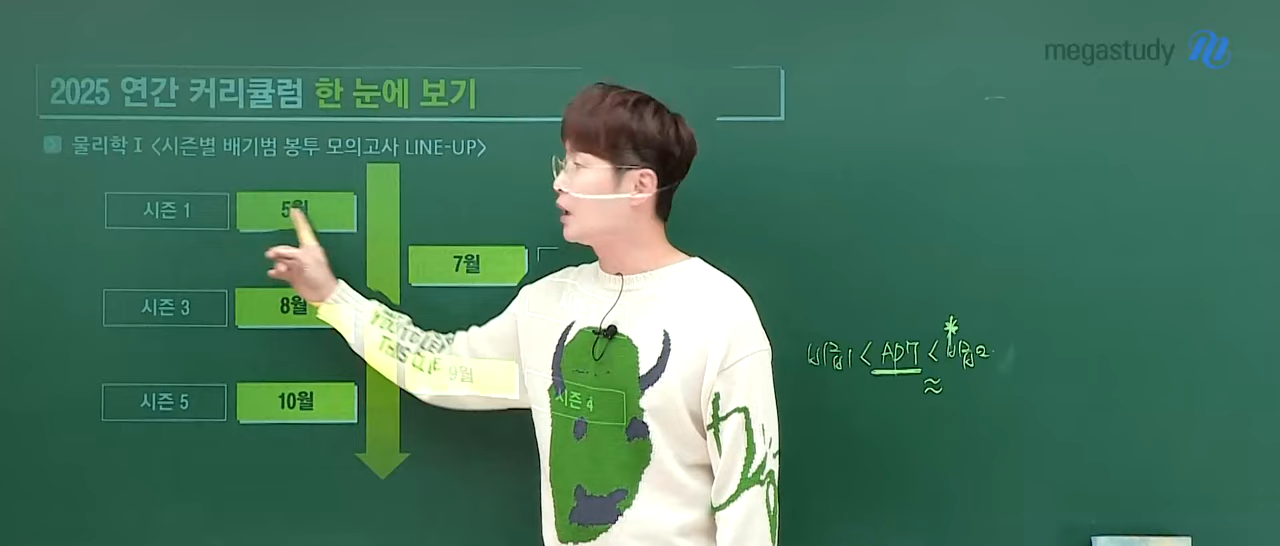 megastudy
2025 연간 커리큘럼 한 눈에 보기
물리학 I <시즌별 배기범 봉투 모의고사 LINE-UP>
시즌 1 5월
7월
시즌 3 8월
9월 시즌 4
시즌 5 10월
< APT <